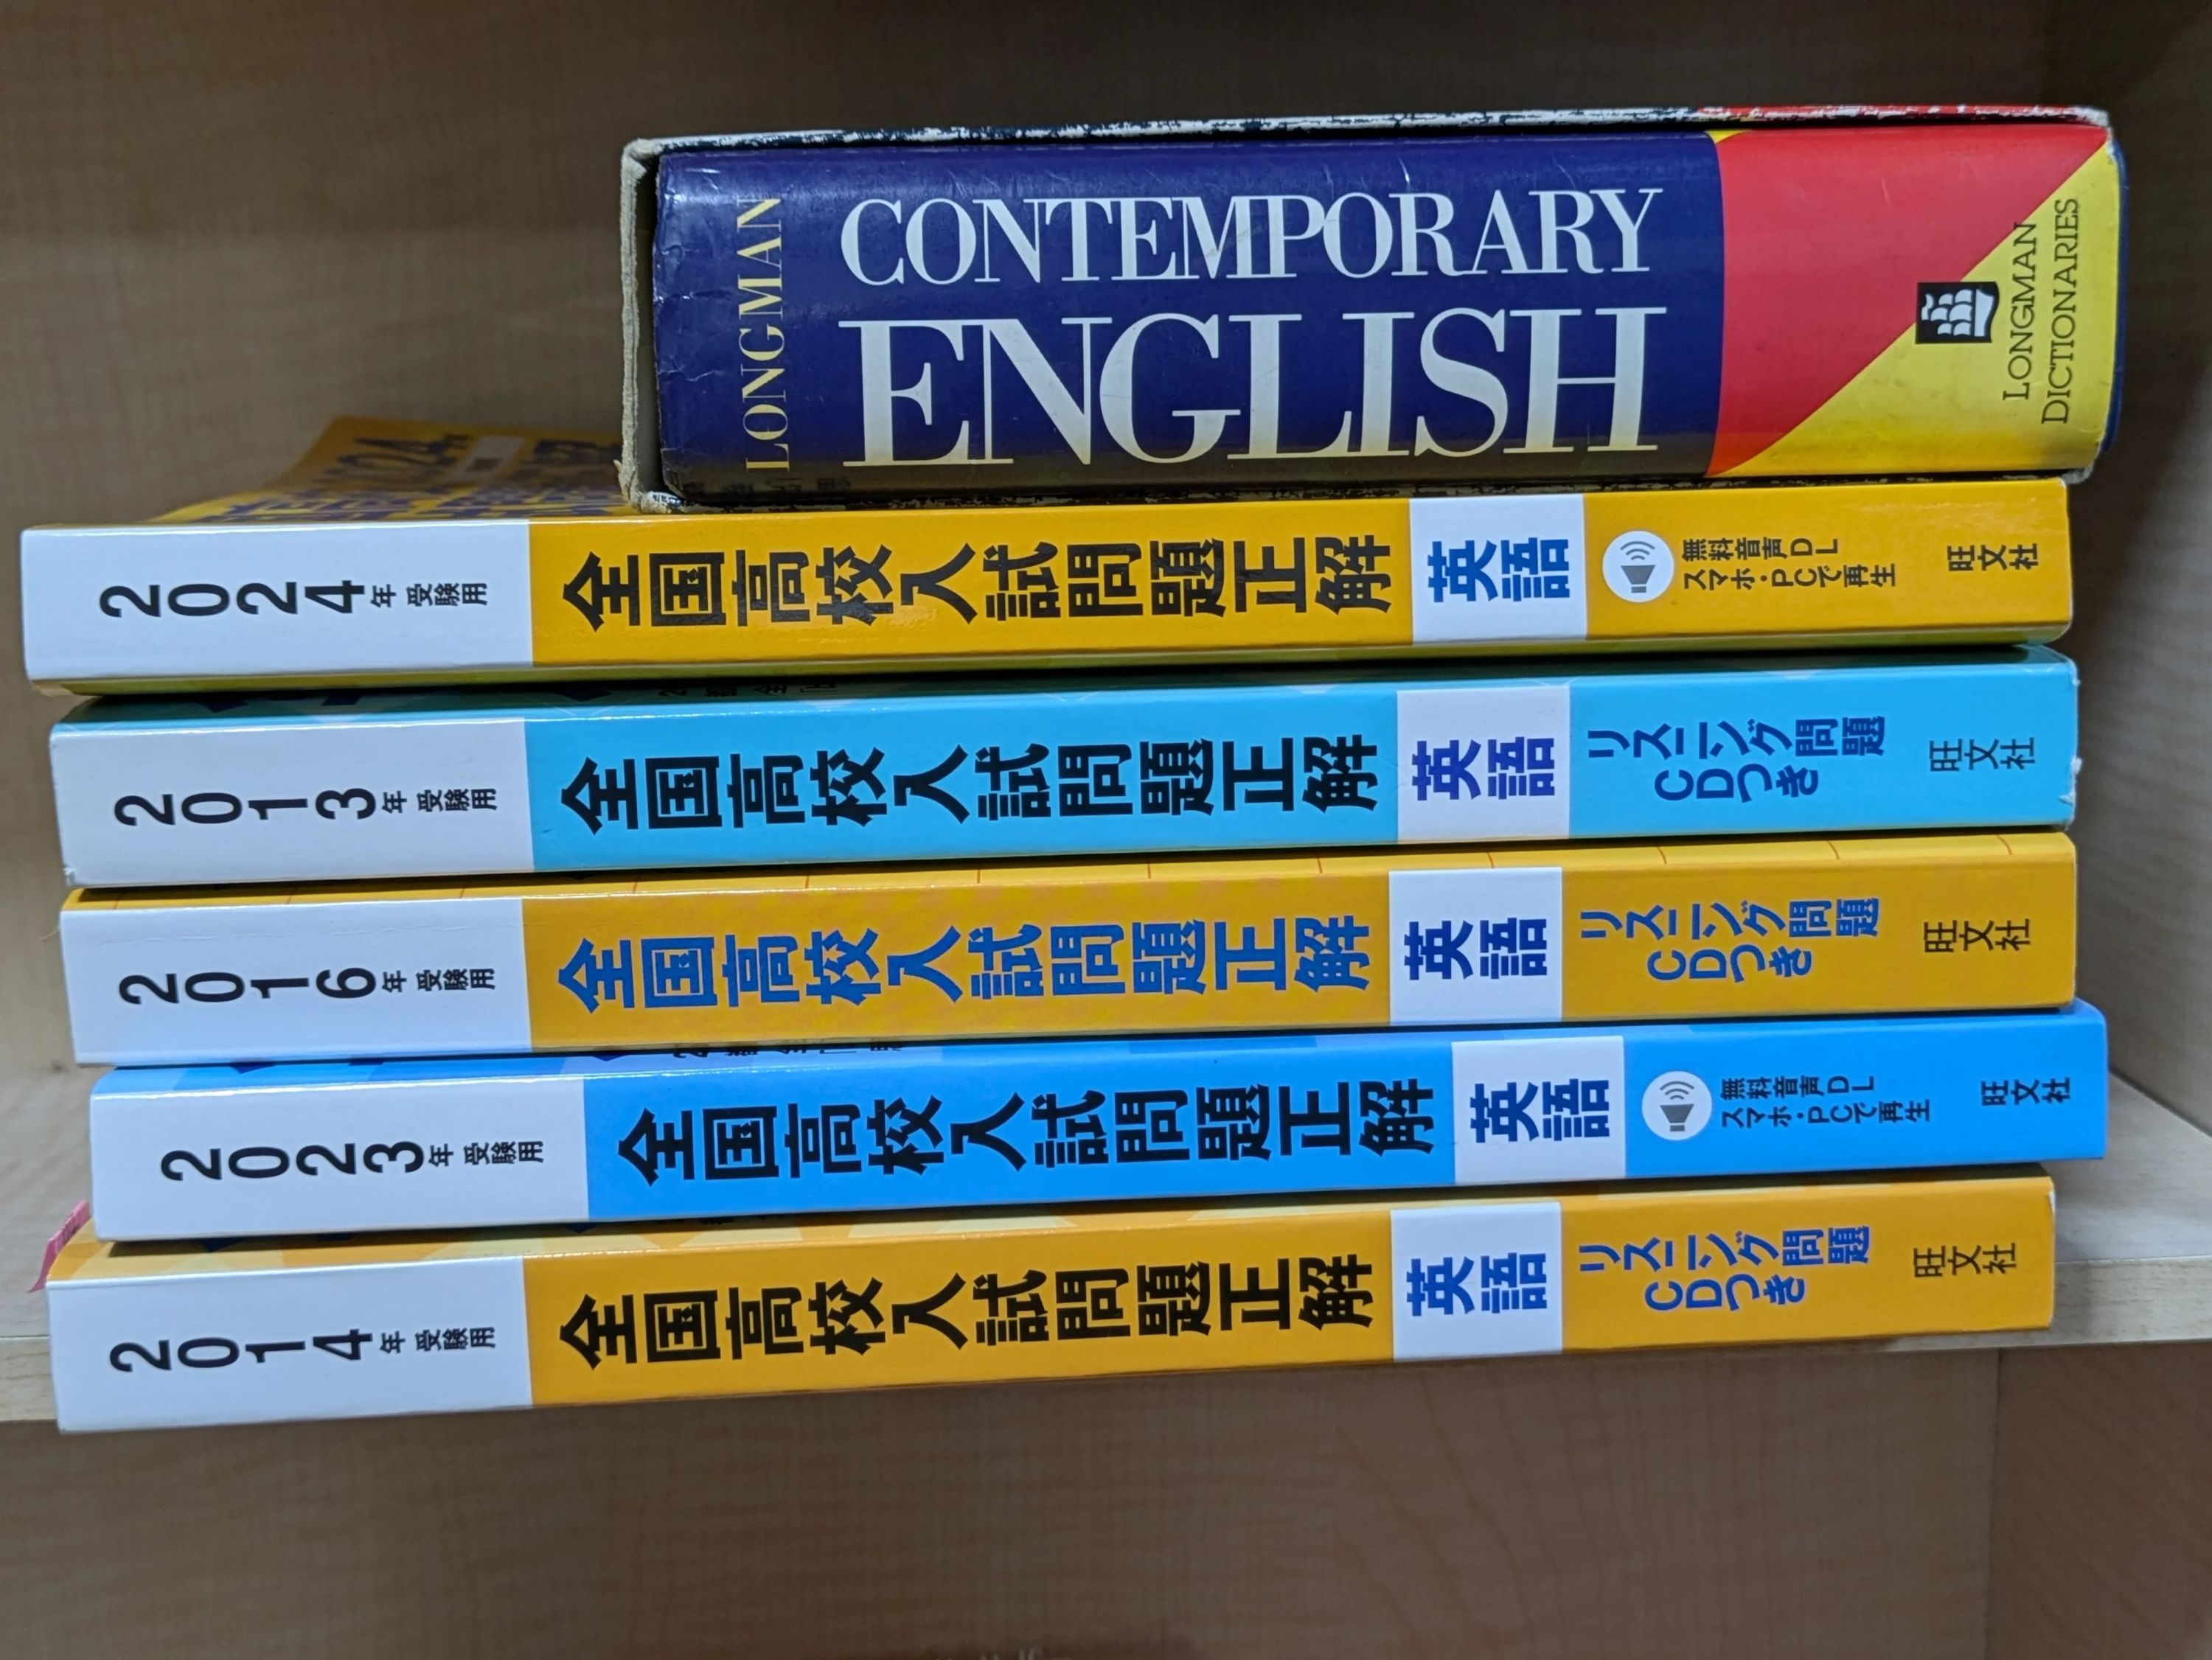 LONGMAN
CONTEMPORARY
ENGLISH
LONGMAN
DICTIONARIES
2024年受験用 全国高校入試問題正解 英語 無料音声DL
スマホ・PCで再生 旺文社
2013年受験用 全国高校入試問題正解 英語 リスニング問題
CDつき 旺文社
2016年受験用 全国高校入試問題正解 英語 リスニング問題
CDつき 旺文社
2023年受験用 全国高校入試問題正解 英語 無料音声DL
スマホ・PCで再生 旺文社
2014年受験用 全国高校入試問題正解 英語 リスニング問題
CDつき 旺文社